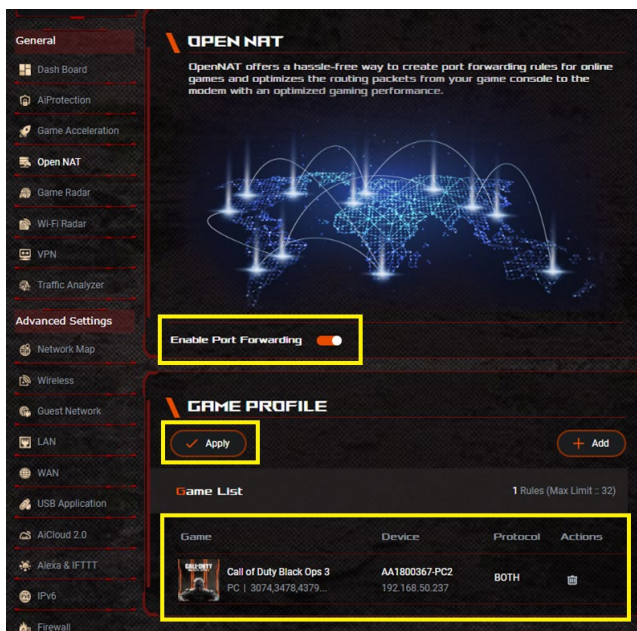 General
Dash Board
AiProtection
Game Acceleration
Open NAT
Game Radar
Wi-Fi Radar
VPN
Traffic Analyzer
Advanced Settings
Network Map
Wireless
Guest Network
LAN
WAN
USB Application
AiCloud 2.0
Alexa & IFTTT
IPv6
Firewall
OPEN NAT
OpenNAT offers a hassle-free way to create port forwarding rules for online
games and optimizes the routing packets from your game console to the
modem with an optimized gaming performance.
Enable Port Forwarding
GAME PROFILE
Apply
Add
Game List
1 Rules (Max Limit :: 32)
Game Device Protocol Actions
CALL OF DUTY
Call of Duty Black Ops 3 AA1800367-PC2 BOTH
PC | 3074,3478,4379... 192.168.50.237